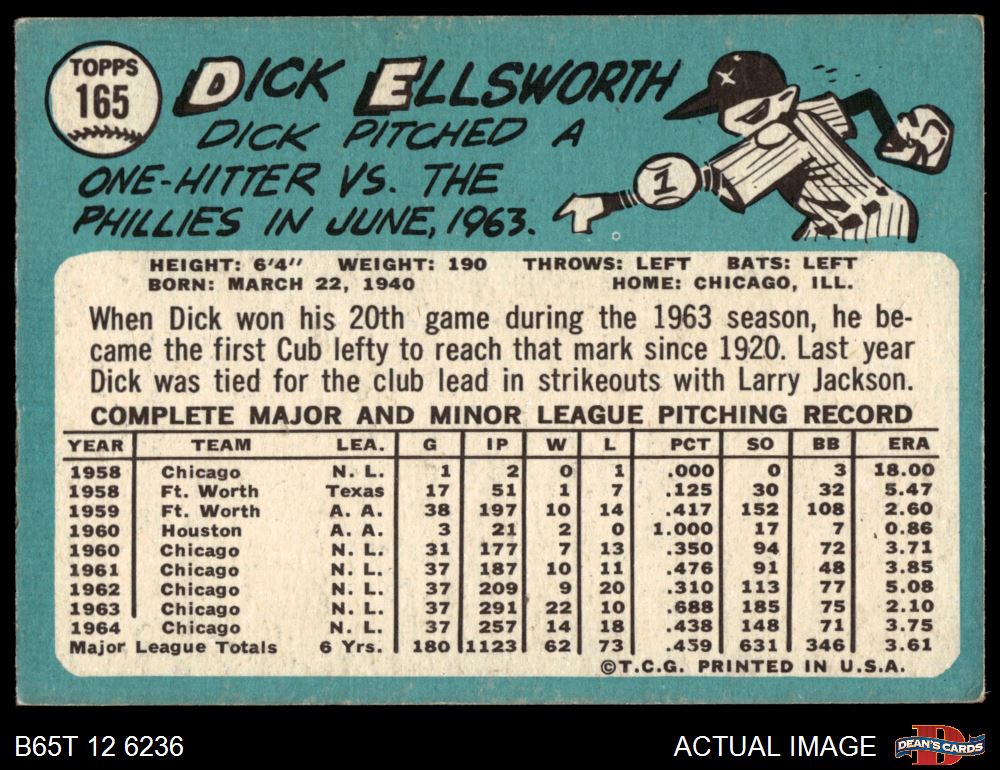 TOPPS
165
DICK ELLSWORTH
DICK PITCHED A
ONE-HITTER VS. THE
PHILLIES IN JUNE, 1963.
1
HEIGHT: 6'4" WEIGHT: 190 THROWS: LEFT BATS: LEFT
BORN: MARCH 22, 1940 HOME: CHICAGO, ILL.
When Dick won his 20th game during the 1963 season, he be-
came the first Cub lefty to reach that mark since 1920. Last year
Dick was tied for the club lead in strikeouts with Larry Jackson.
COMPLETE MAJOR AND MINOR LEAGUE PITCHING RECORD
YEAR TEAM LEA. G IP W L PCT SO BB ERA
1958 Chicago N. L. 1 2 0 1 .000 0 3 18.00
1958 Ft. Worth Texas 17 51 1 7 .125 30 32 5.47
1959 Ft. Worth A. A. 38 197 10 14 .417 152 108 2.60
1960 Houston A. A. 3 21 2 0 1.000 17 7 0.86
1960 Chicago N. L. 31 177 7 13 .350 94 72 3.71
1961 Chicago N. L. 37 187 10 11 .476 91 48 3.85
1962 Chicago N. L. 37 209 9 20 .310 113 77 5.08
1963 Chicago N. L. 37 291 22 10 .688 185 75 2.10
1964 Chicago N. L. 37 257 14 18 .438 148 71 3.75
Major League Totals 6 Yrs. 180 1123 62 73 .459 631 346 3.61
©T.C.G. PRINTED IN U.S.A.
B65T 12 6236
ACTUAL IMAGE
D
DEAN'S CARDS